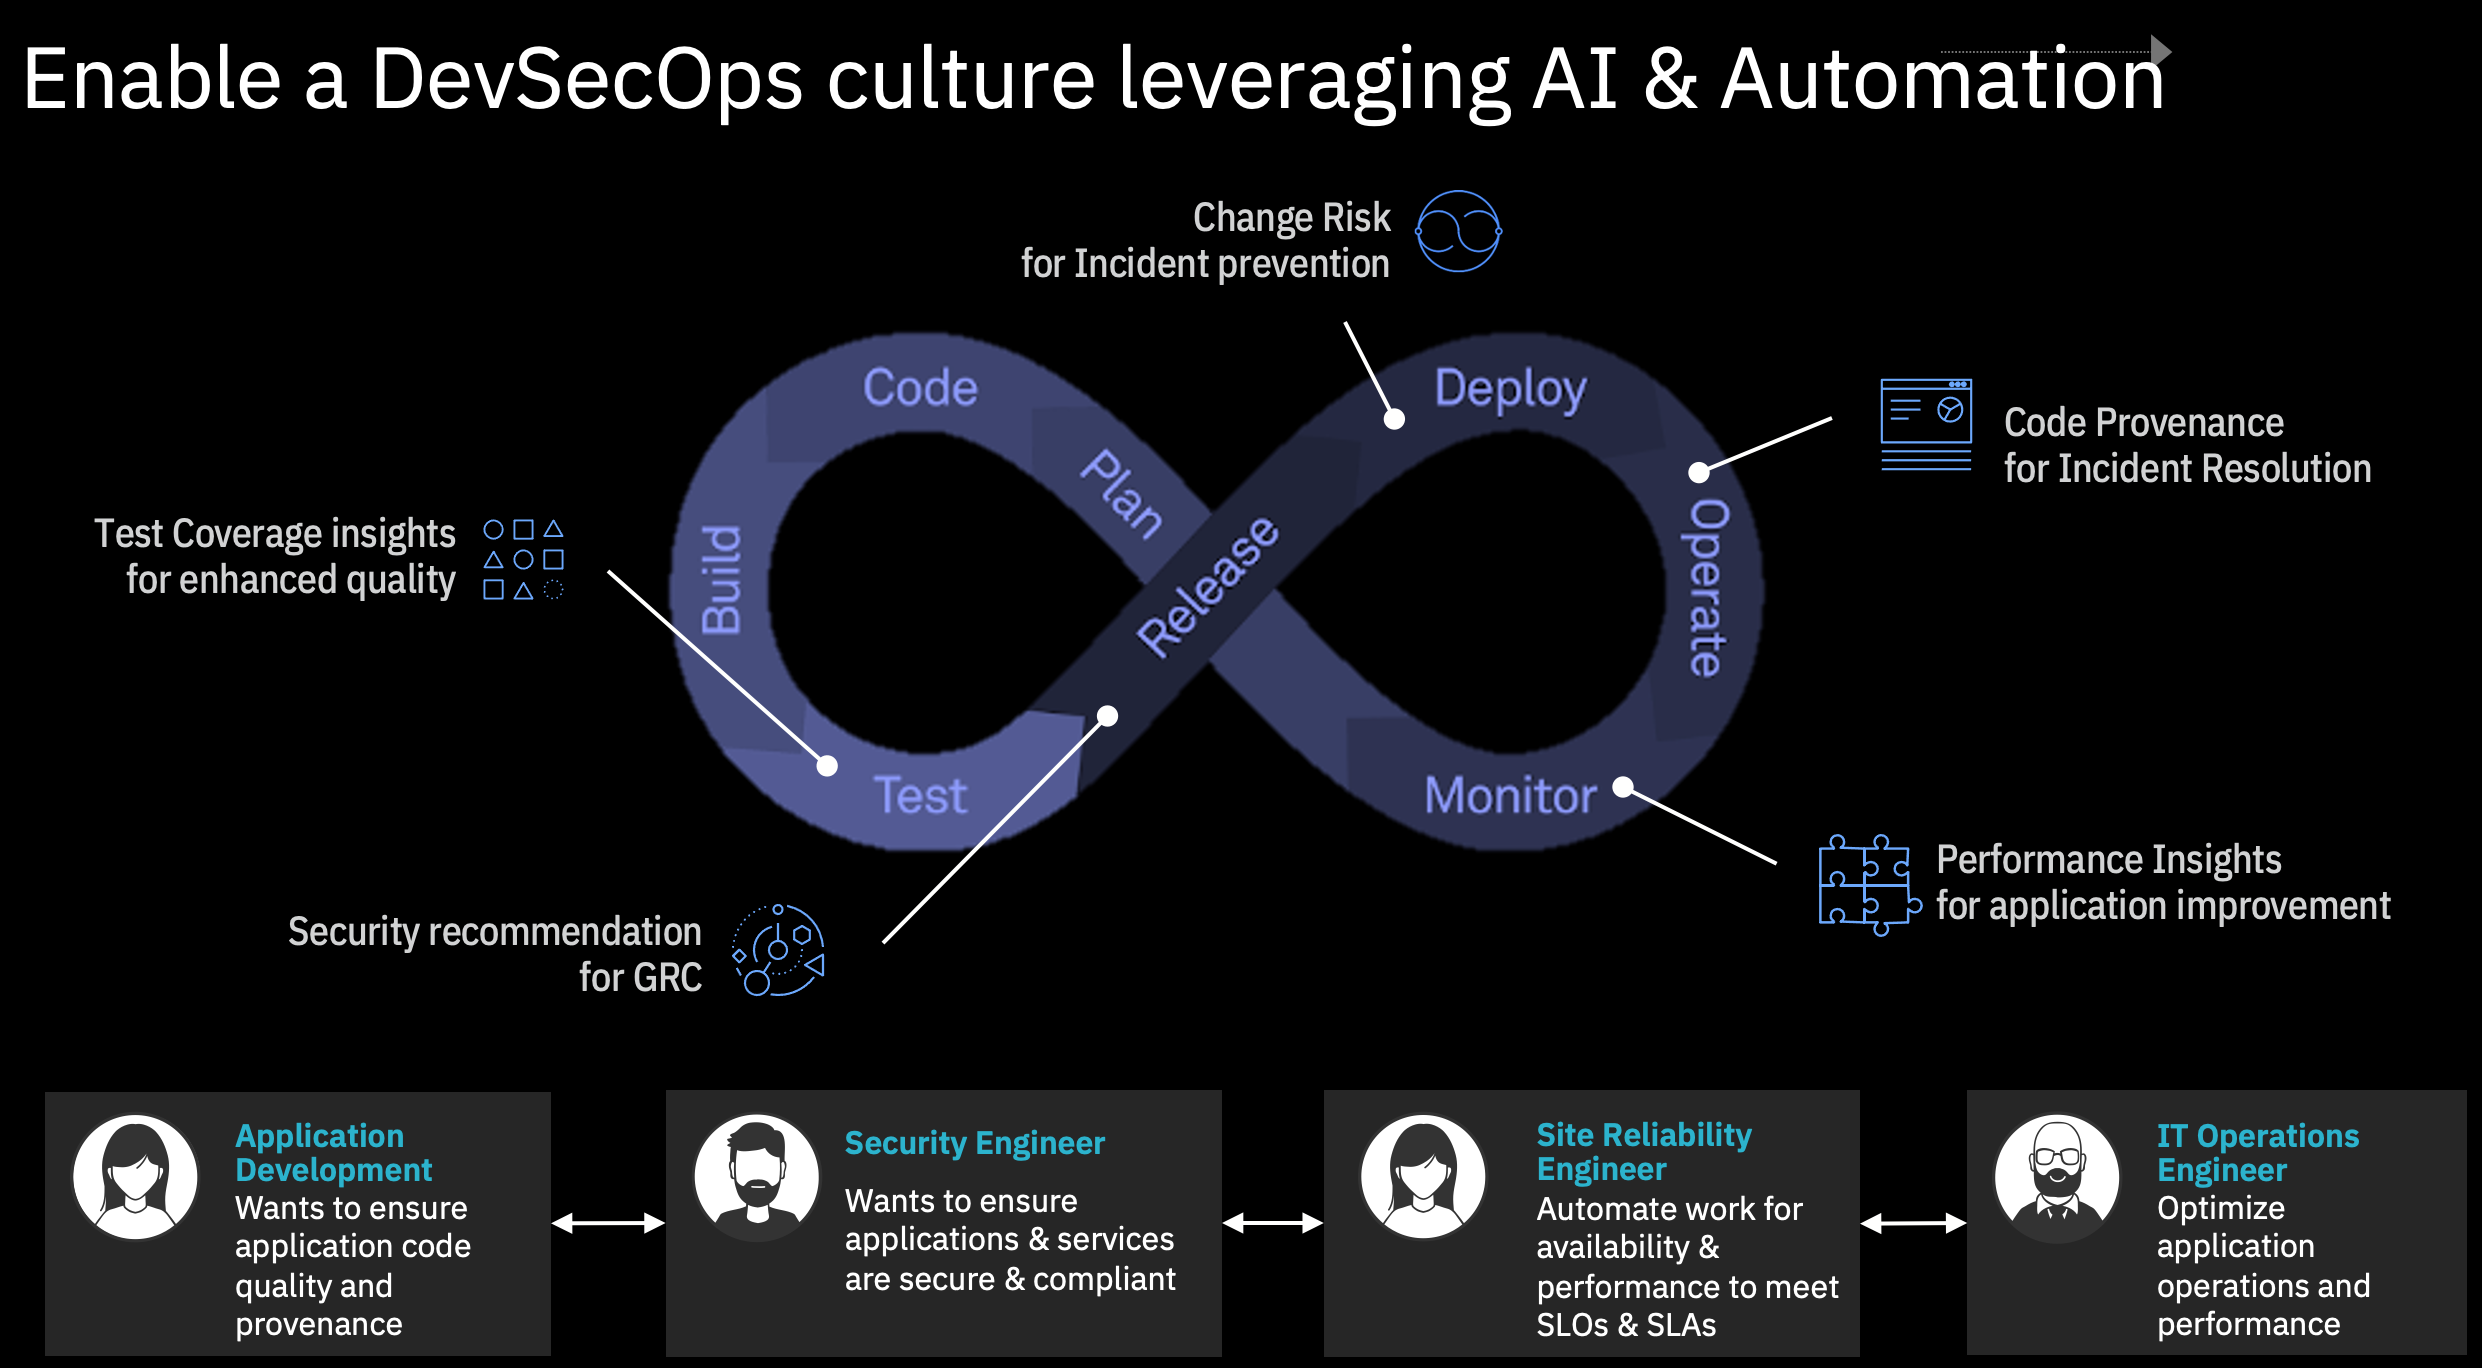 Enable a DevSecOps culture leveraging AI & Automation
Change Risk
for Incident prevention
Code
Deploy
Plan
Code Provenance
for Incident Resolution
Test Coverage insights
for enhanced quality
Build
Release
Operate
Test
Monitor
Performance Insights
for application improvement
Security recommendation
for GRC
Application
Development
Wants to ensure
application code
quality and
provenance
Security Engineer
Wants to ensure
applications & services
are secure & compliant
Site Reliability
Engineer
Automate work for
availability &
performance to meet
SLOs & SLAs
IT Operations
Engineer
Optimize
application
operations and
performance